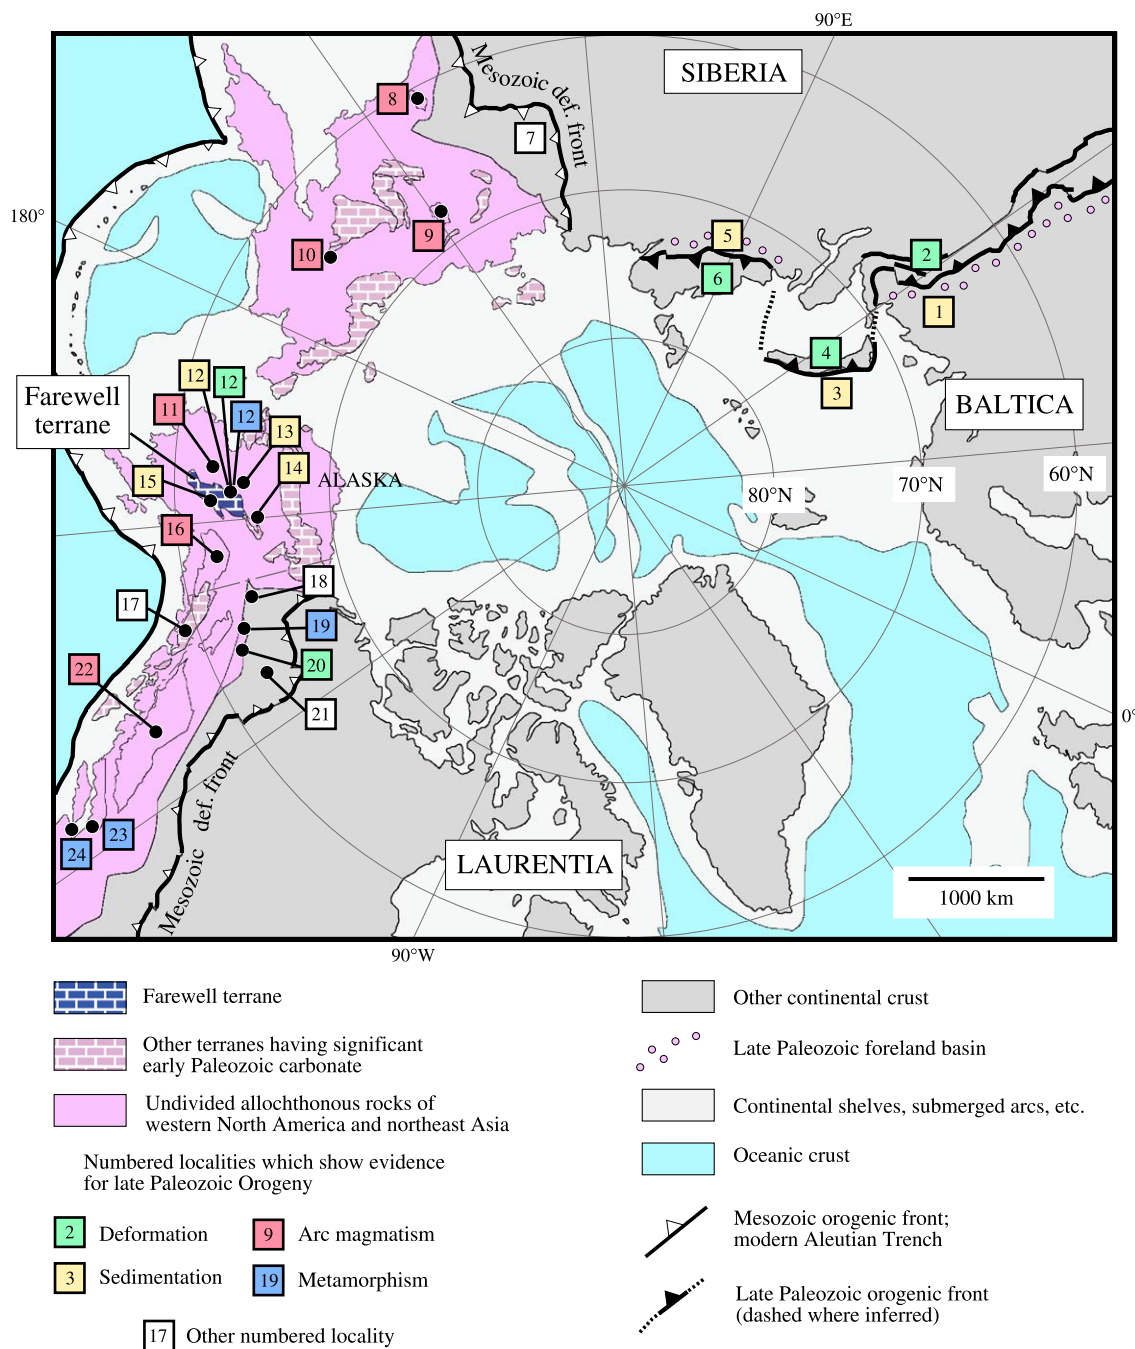 90°E
SIBERIA
Mesozoic def. front
8
7
180°
9
10
5
6
2
1
4
3
Farewell
terrane
12
12
12
11
13
14
15
ALASKA
BALTICA
80°N
70°N
60°N
16
17
18
19
20
21
22
0°
23
24
Mesozoic def. front
LAURENTIA
1000 km
90°W
Farewell terrane
Other terranes having significant
early Paleozoic carbonate
Undivided allochthonous rocks of
western North America and northeast Asia
Numbered localities which show evidence
for late Paleozoic Orogeny
2 Deformation
9 Arc magmatism
3 Sedimentation
19 Metamorphism
17 Other numbered locality
Other continental crust
Late Paleozoic foreland basin
Continental shelves, submerged arcs, etc.
Oceanic crust
Mesozoic orogenic front;
modern Aleutian Trench
Late Paleozoic orogenic front
(dashed where inferred)